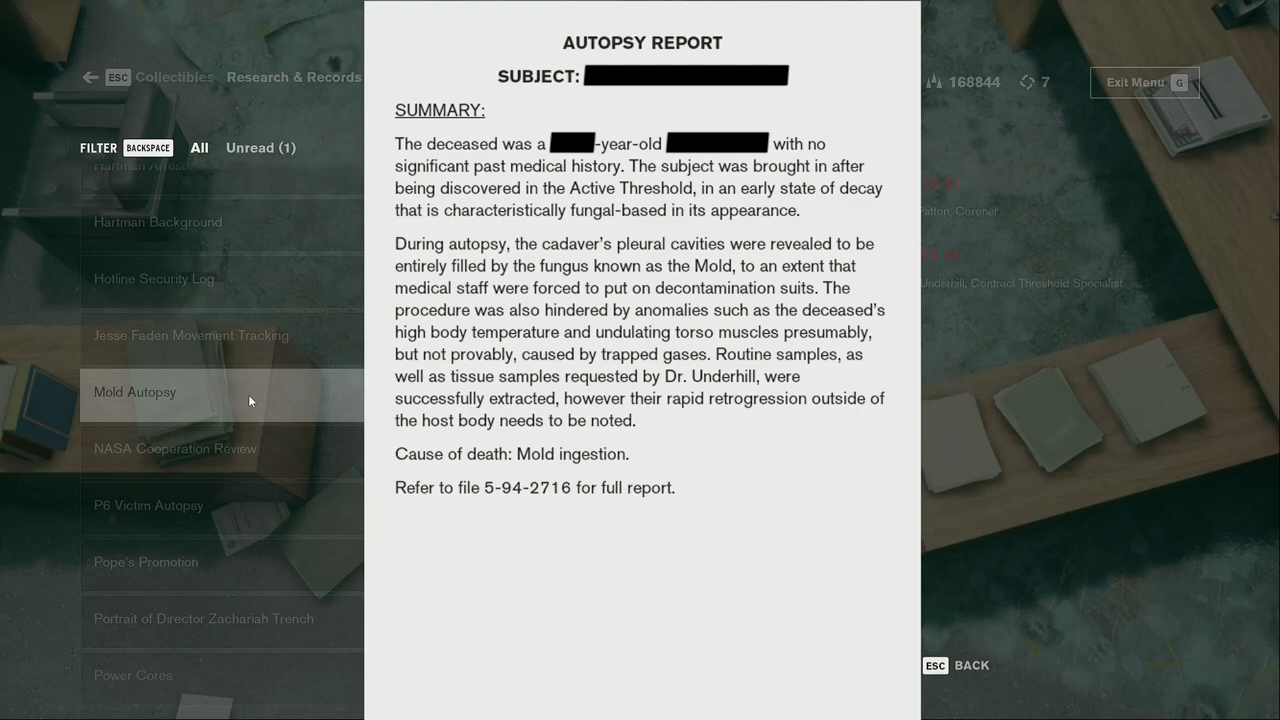 AUTOPSY REPORT
SUBJECT:
SUMMARY:
The deceased was a -year-old with no
significant past medical history. The subject was brought in after
being discovered in the Active Threshold, in an early state of decay
that is characteristically fungal-based in its appearance.
During autopsy, the cadaver's pleural cavities were revealed to be
entirely filled by the fungus known as the Mold, to an extent that
medical staff were forced to put on decontamination suits. The
procedure was also hindered by anomalies such as the deceased's
high body temperature and undulating torso muscles presumably,
but not provably, caused by trapped gases. Routine samples, as
well as tissue samples requested by Dr. Underhill, were
successfully extracted, however their rapid retrogression outside of
the host body needs to be noted.
Cause of death: Mold ingestion.
Refer to file 5-94-2716 for full report.
ESC Collectibles Research & Records
168844 7
Exit Menu G
FILTER BACKSPACE All Unread (1)
Hartman Arrest
Hartman Background
Hotline Security Log
Jesse Faden Movement Tracking
Mold Autopsy
NASA Cooperation Review
P6 Victim Autopsy
Pope's Promotion
Portrait of Director Zachariah Trench
Power Cores
Patton, Coroner
Underhill, Contract Threshold Specialist
ESC BACK